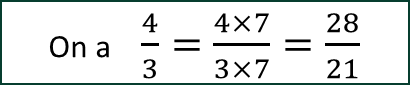 On a 4/3 = 4×7/3×7 = 28/21